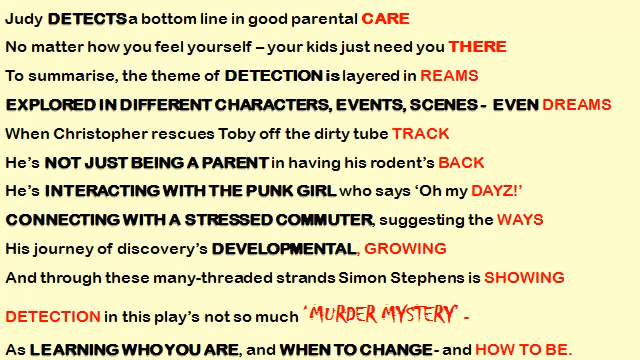 Judy DETECTS a bottom line in good parental CARE
No matter how you feel yourself – your kids just need you THERE
To summarise, the theme of DETECTION is layered in REAMS
EXPLORED IN DIFFERENT CHARACTERS, EVENTS, SCENES - EVEN DREAMS
When Christopher rescues Toby off the dirty tube TRACK
He's NOT JUST BEING A PARENT in having his rodent's BACK
He's INTERACTING WITH THE PUNK GIRL who says 'Oh my DAYZ!'
CONNECTING WITH A STRESSED COMMUTER, suggesting the WAYS
His journey of discovery's DEVELOPMENTAL, GROWING
And through these many-threaded strands Simon Stephens is SHOWING
DETECTION in this play's not so much 'MURDER MYSTERY' -
As LEARNING WHO YOU ARE, and WHEN TO CHANGE- and HOW TO BE.